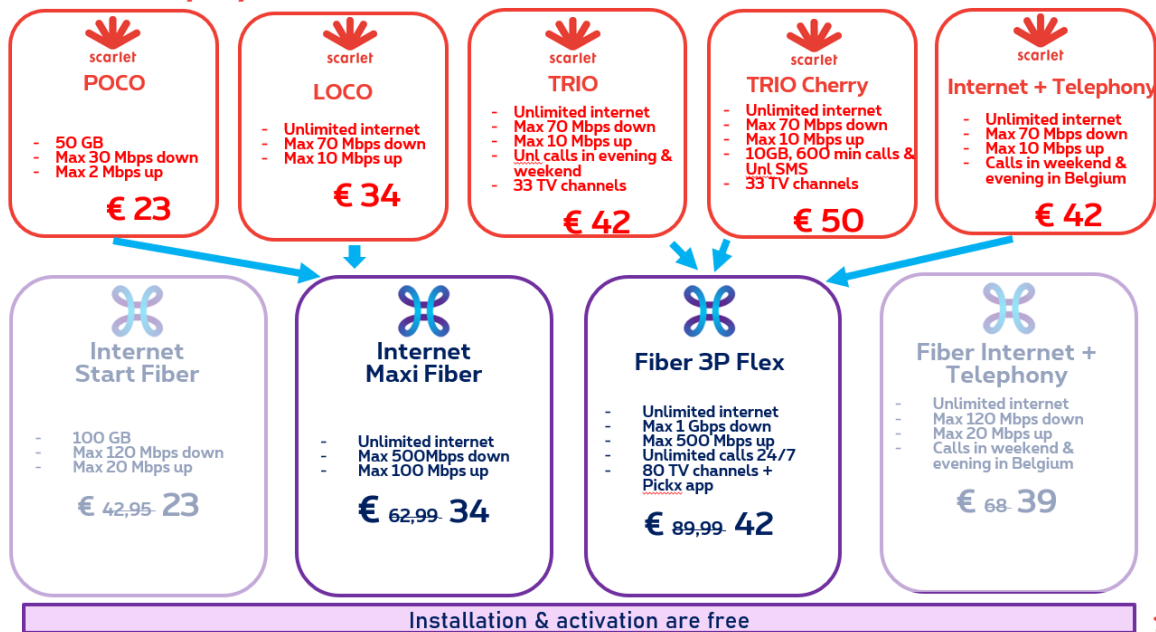 scarlet
POCO
- 50 GB
- Max 30 Mbps down
- Max 2 Mbps up
€ 23
scarlet
LOCO
- Unlimited internet
- Max 70 Mbps down
- Max 10 Mbps up
€ 34
scarlet
TRIO
- Unlimited internet
- Max 70 Mbps down
- Max 10 Mbps up
- Unl calls in evening &
weekend
- 33 TV channels
€ 42
scarlet
TRIO Cherry
- Unlimited internet
- Max 70 Mbps down
- Max 10 Mbps up
- 10GB, 600 min calls &
Unl SMS
- 33 TV channels
€ 50
scarlet
Internet + Telephony
- Unlimited internet
- Max 70 Mbps down
- Max 10 Mbps up
- Calls in weekend &
evening in Belgium
€ 42
Internet
Start Fiber
- 100 GB
- Max 120 Mbps down
- Max 20 Mbps up
€ 42,95 23
Internet
Maxi Fiber
- Unlimited internet
- Max 500Mbps down
- Max 100 Mbps up
€ 62,99 34
Fiber 3P Flex
- Unlimited internet
- Max 1 Gbps down
- Max 500 Mbps up
- Unlimited calls 24/7
- 80 TV channels +
Pickx app
€ 89,99 42
Fiber Internet +
Telephony
- Unlimited internet
- Max 120 Mbps down
- Max 20 Mbps up
- Calls in weekend &
evening in Belgium
€ 68 39
Installation & activation are free